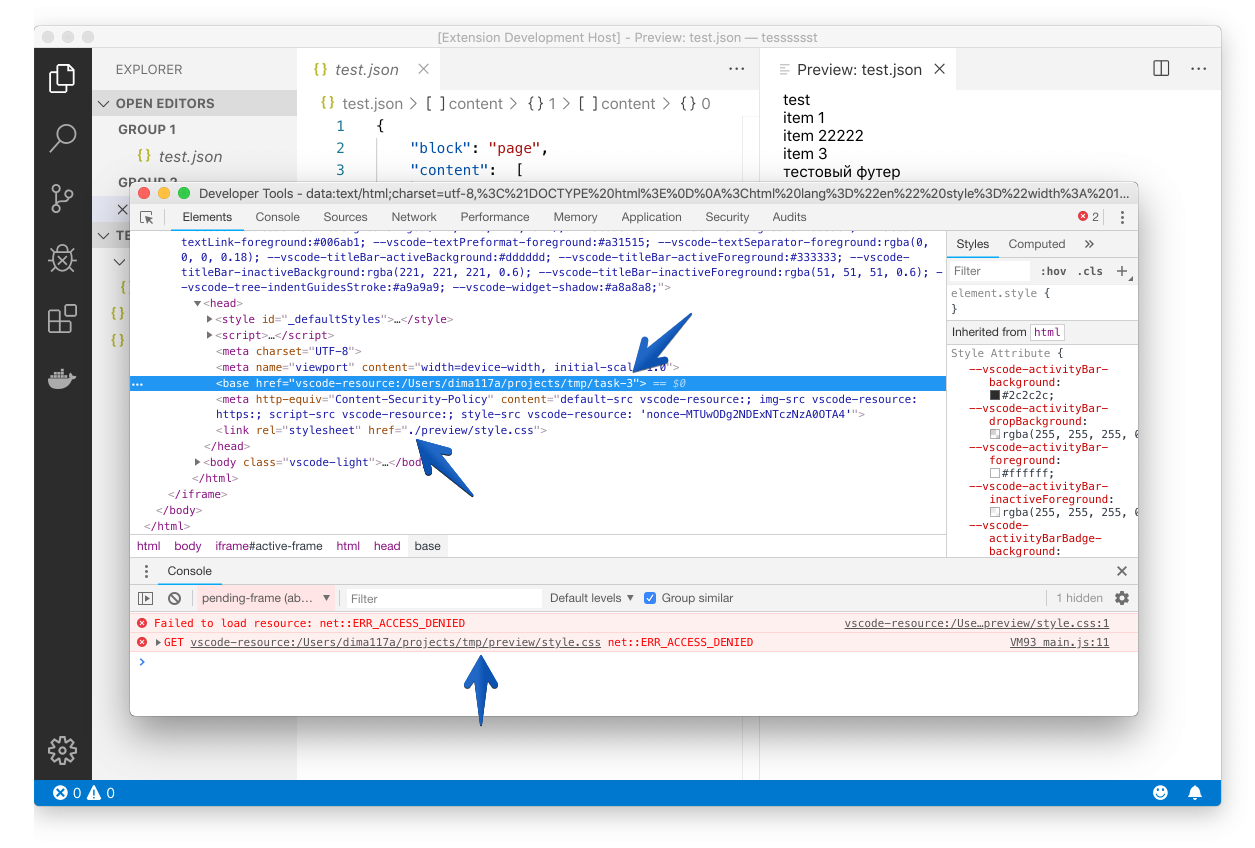 [Extension Development Host] - Preview: test.json — tesssssst
EXPLORER
OPEN EDITORS
GROUP 1
{} test.json
GROUP 2
TE
{} test.json
{} test.json > [ ] content > {} 1 > [ ] content > {} 0
1 {
2 "block": "page",
3 "content": [
Preview: test.json
test
item 1
item 22222
item 3
тестовый футер
Developer Tools - data:text/html;charset=utf-8,%3C%21DOCTYPE%20html%3E%0D%0A%3Chtml%20lang%3D%22en%22%20style%3D%22width%3A%201...
Elements Console Sources Network Performance Memory Application Security Audits 2
textLink-foreground:#006ab1; --vscode-textPreformat-foreground:#a31515; --vscode-textSeparator-foreground:rgba(0,
0, 0, 0.18); --vscode-titleBar-activeBackground:#dddddd; --vscode-titleBar-activeForeground:#333333; --vscode-
titleBar-inactiveBackground:rgba(221, 221, 221, 0.6); --vscode-titleBar-inactiveForeground:rgba(51, 51, 51, 0.6); -
-vscode-tree-indentGuidesStroke:#a9a9a9; --vscode-widget-shadow:#a8a8a8;">
<head>
<style id="_defaultStyles">…</style>
<script>…</script>
<meta charset="UTF-8">
<meta name="viewport" content="width=device-width, initial-scale=1.0">
<base href="vscode-resource:/Users/dima117a/projects/tmp/task-3"> == $0
<meta http-equiv="Content-Security-Policy" content="default-src vscode-resource:; img-src vscode-resource:
https:; script-src vscode-resource:; style-src vscode-resource: 'nonce-MTUwODg2NDExNTczNzA0OTA4'">
<link rel="stylesheet" href="./preview/style.css">
</head>
<body class="vscode-light">…</body>
</html>
</iframe>
</body>
</html>
html body iframe#active-frame html head base
Styles Computed »
Filter :hov .cls +
element.style {
}
Inherited from html
Style Attribute {
--vscode-activityBar-
background:
#2c2c2c;
--vscode-activityBar-
dropBackground:
rgba(255, 255, 255, 0
--vscode-activityBar-
foreground:
#ffffff;
--vscode-activityBar-
inactiveForeground:
rgba(255, 255, 255, 0
--vscode-
activityBarBadge-
background:
Console
pending-frame (ab... Filter Default levels Group similar 1 hidden
Failed to load resource: net::ERR_ACCESS_DENIED vscode-resource:/Use…preview/style.css:1
GET vscode-resource:/Users/dima117a/projects/tmp/preview/style.css net::ERR_ACCESS_DENIED VM93 main.js:11
0 0